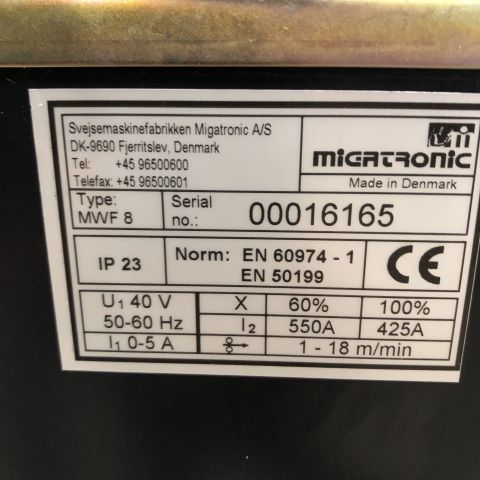 Svejsemaskinefabrikken Migatronic A/S
DK-9690 Fjerritslev, Denmark
Tel: +45 96500600
Telefax: +45 96500601
MIGATRONIC
Made in Denmark
Type: MWF 8
Serial no.: 00016165
IP 23
Norm: EN 60974 - 1
EN 50199
CE
U1 40 V
50-60 Hz
I1 0-5 A
X 60% 100%
I2 550A 425A
1 - 18 m/min